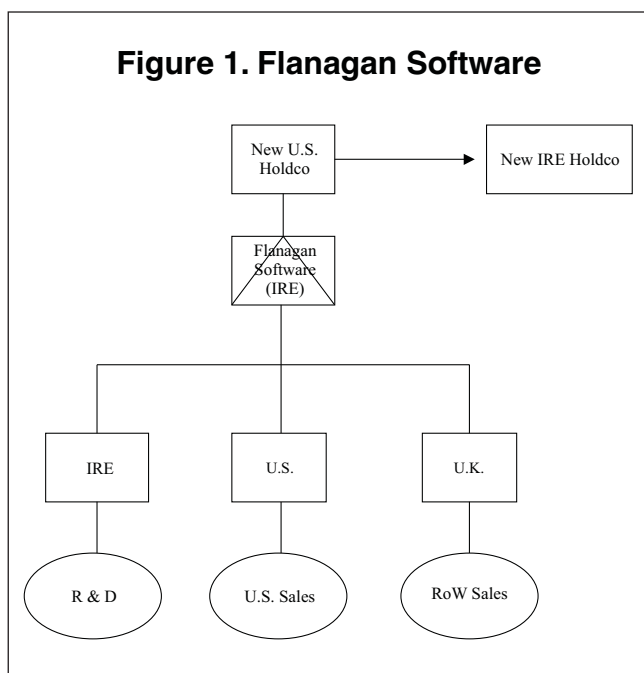 Figure 1. Flanagan Software
New U.S.
Holdco
New IRE Holdco
Flanagan
Software
(IRE)
IRE
U.S.
U.K.
R & D
U.S. Sales
RoW Sales